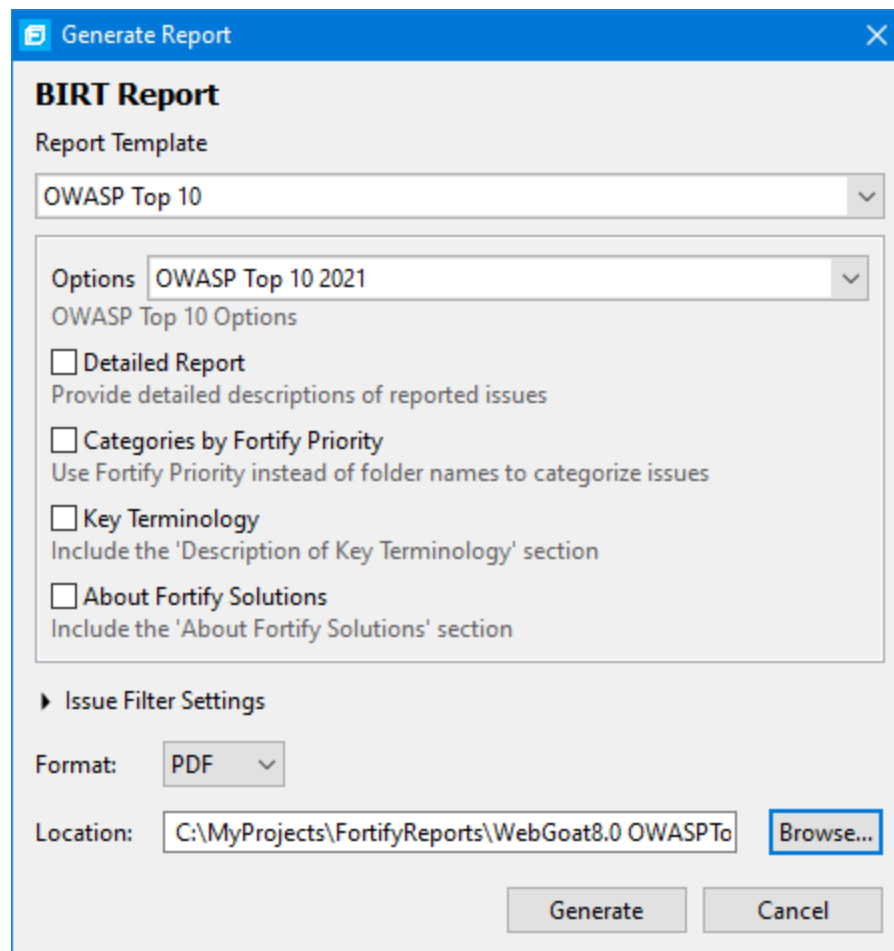 Generate Report
BIRT Report
Report Template
OWASP Top 10
Options OWASP Top 10 2021
OWASP Top 10 Options
Detailed Report
Provide detailed descriptions of reported issues
Categories by Fortify Priority
Use Fortify Priority instead of folder names to categorize issues
Key Terminology
Include the 'Description of Key Terminology' section
About Fortify Solutions
Include the 'About Fortify Solutions' section
Issue Filter Settings
Format: PDF
Location: C:\MyProjects\FortifyReports\WebGoat8.0 OWASPTo Browse...
Generate Cancel